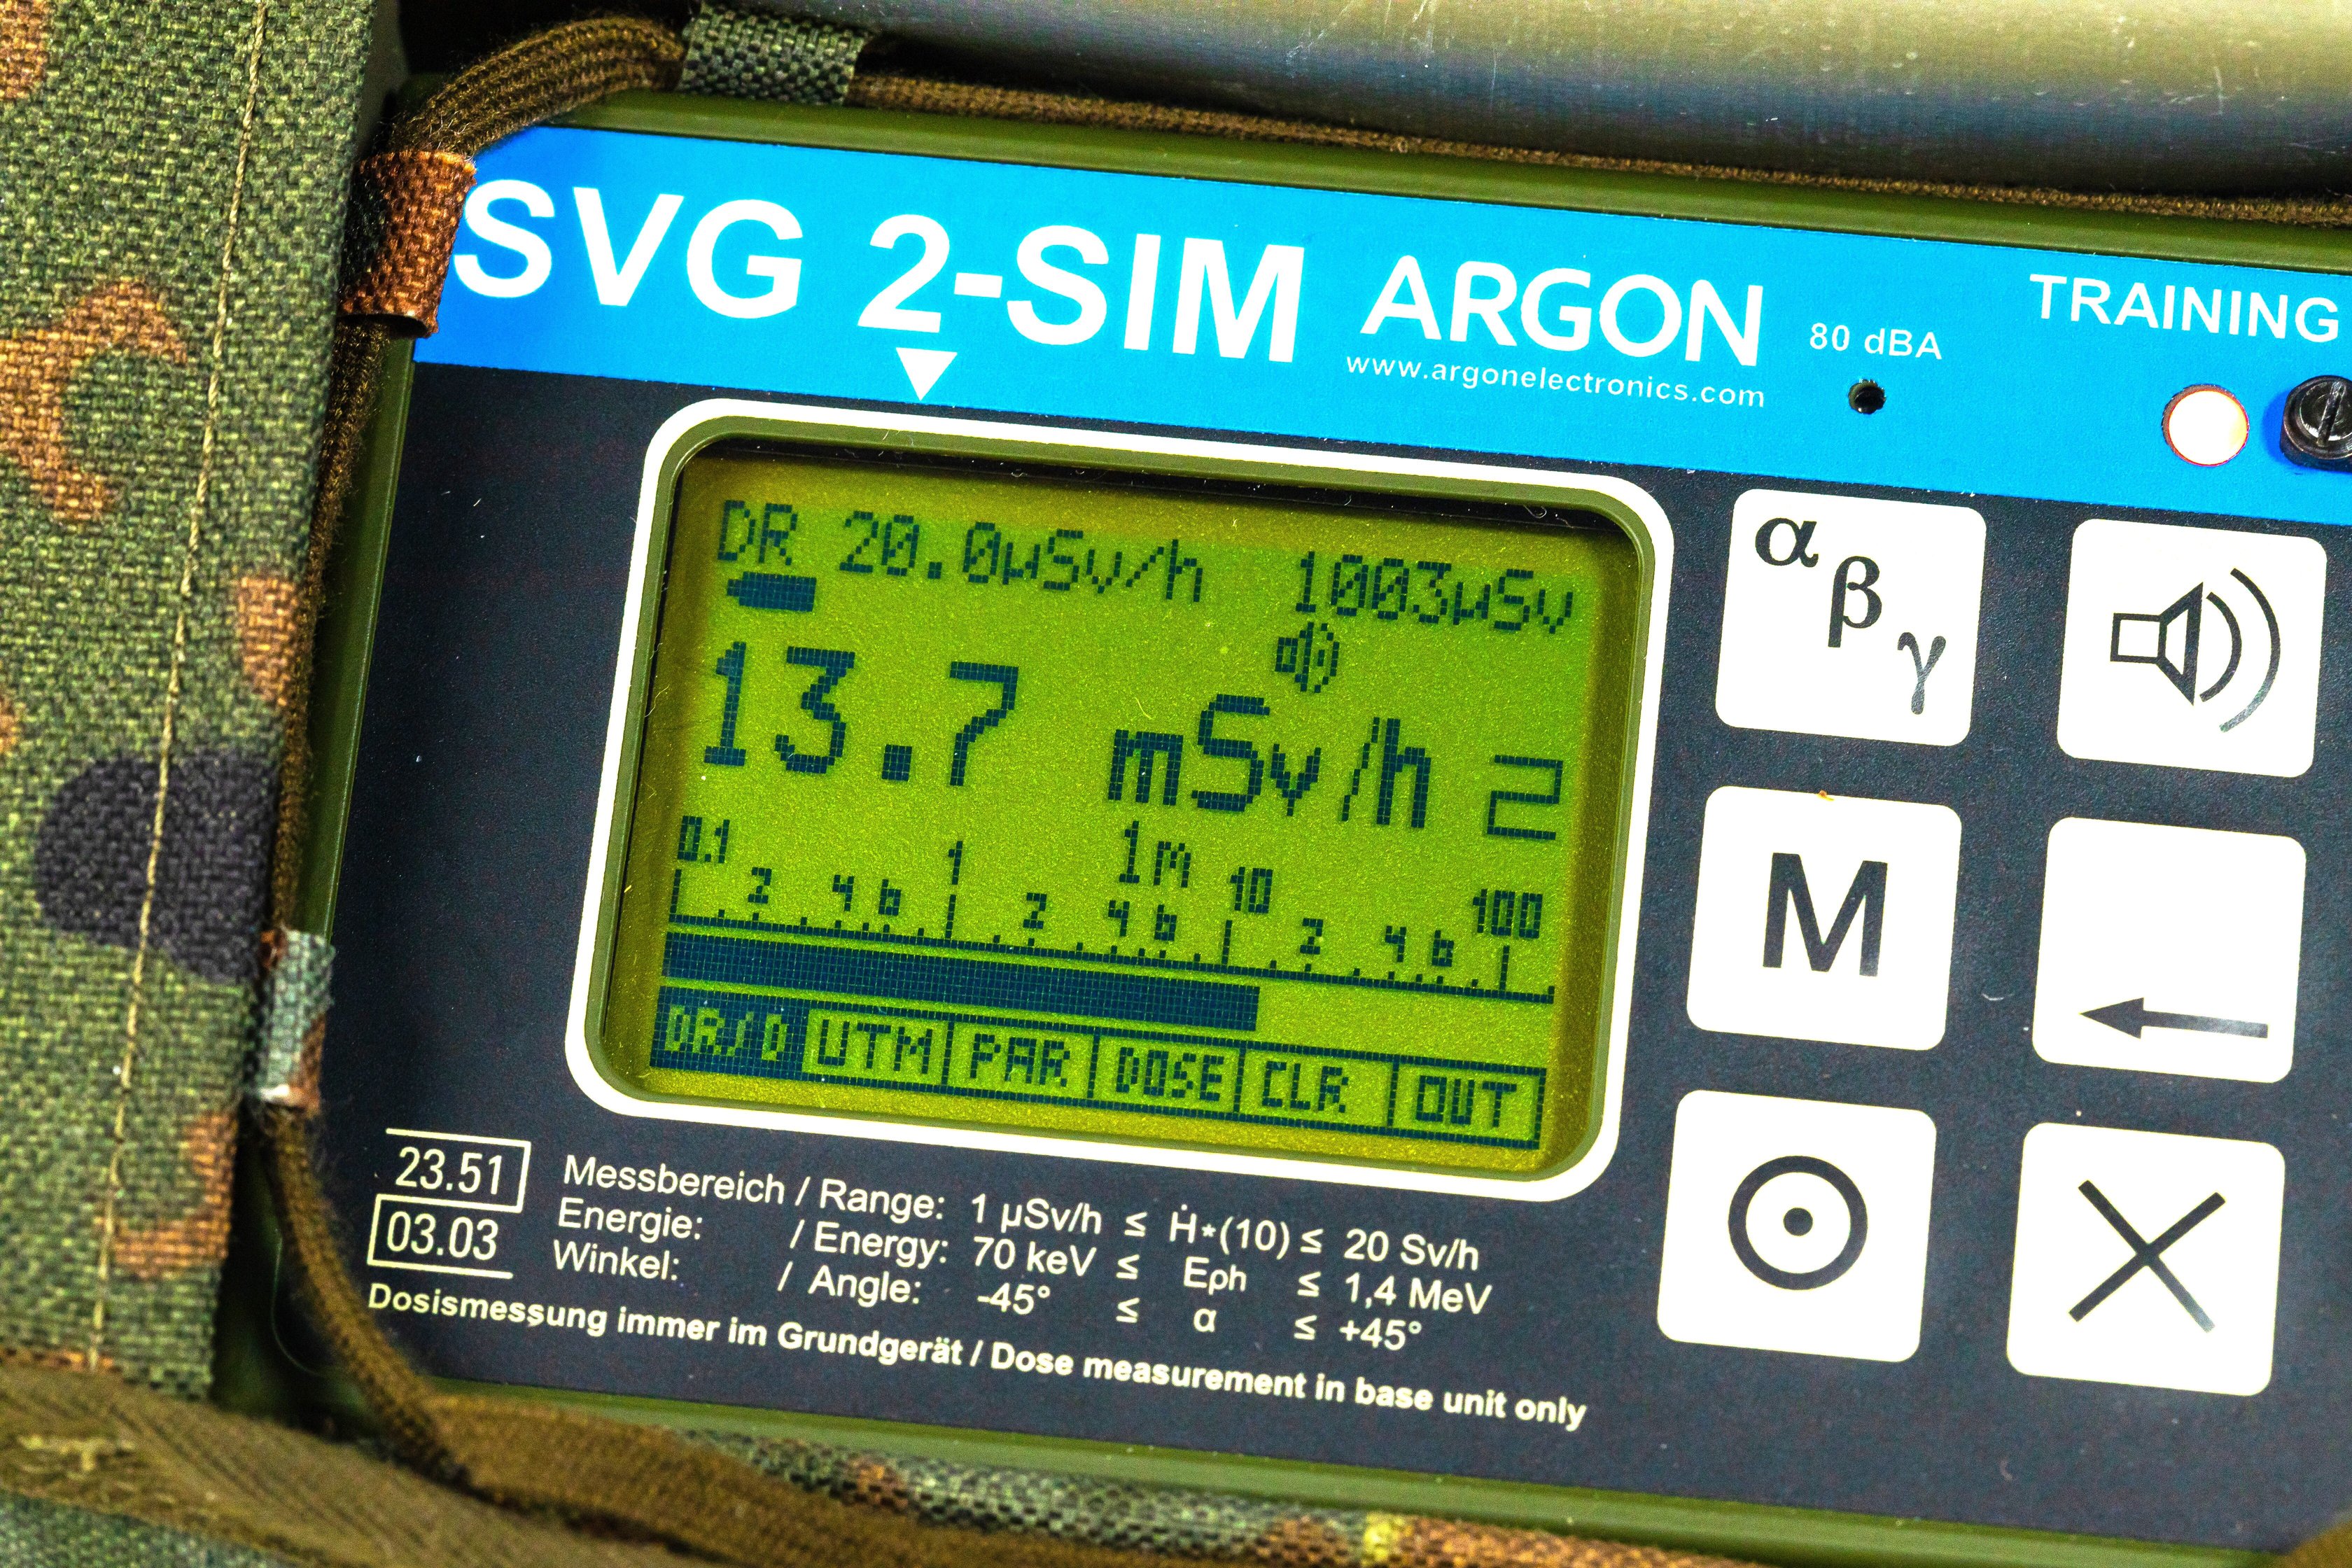 SVG 2-SIM ARGON
www.argonelectronics.com
80 dBA
TRAINING
DR 20.0µSv/h 1003µSv
13.7 mSv/h
1m
0.1 2 4 6 1 2 4 6 10 2 4 6 100
DR/D UTM PAR DOSE CLR OUT
α β γ
M
23.51
03.03
Messbereich / Range: 1 µSv/h ≤ Ḣ*(10) ≤ 20 Sv/h
Energie: / Energy: 70 keV ≤ Eph ≤ 1,4 MeV
Winkel: / Angle: -45° ≤ α ≤ +45°
Dosismessung immer im Grundgerät / Dose measurement in base unit only